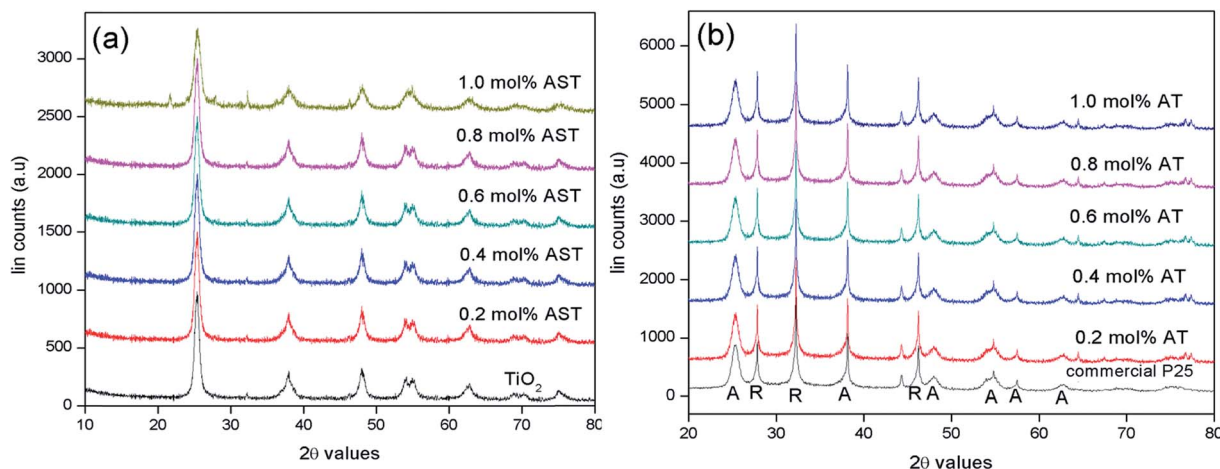 (a)
3000
2500
2000
1500
1000
500
0
lin counts (a.u)
1.0 mol% AST
0.8 mol% AST
0.6 mol% AST
0.4 mol% AST
0.2 mol% AST
TiO₂
10 20 30 40 50 60 70 80
2θ values
(b)
6000
5000
4000
3000
2000
1000
0
lin counts (a.u)
1.0 mol% AT
0.8 mol% AT
0.6 mol% AT
0.4 mol% AT
0.2 mol% AT
commercial P25
A R R A R A A A A
20 30 40 50 60 70 80
2θ values